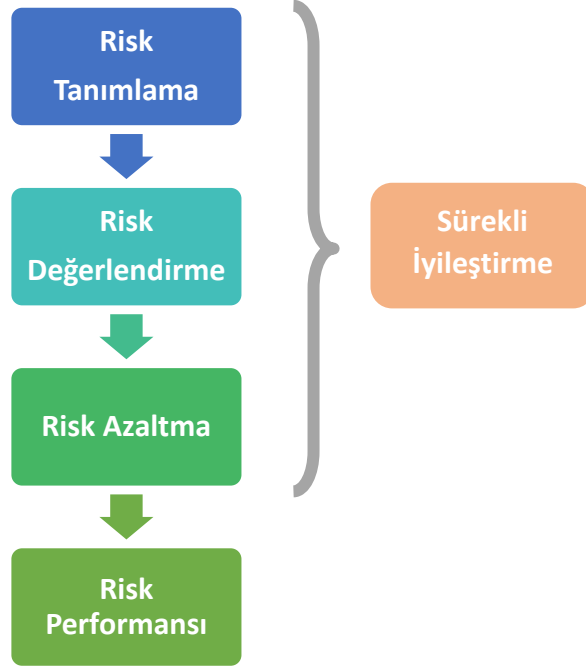 Risk
Tanımlama
Risk
Değerlendirme
Sürekli
İyileştirme
Risk Azaltma
Risk
Performansı